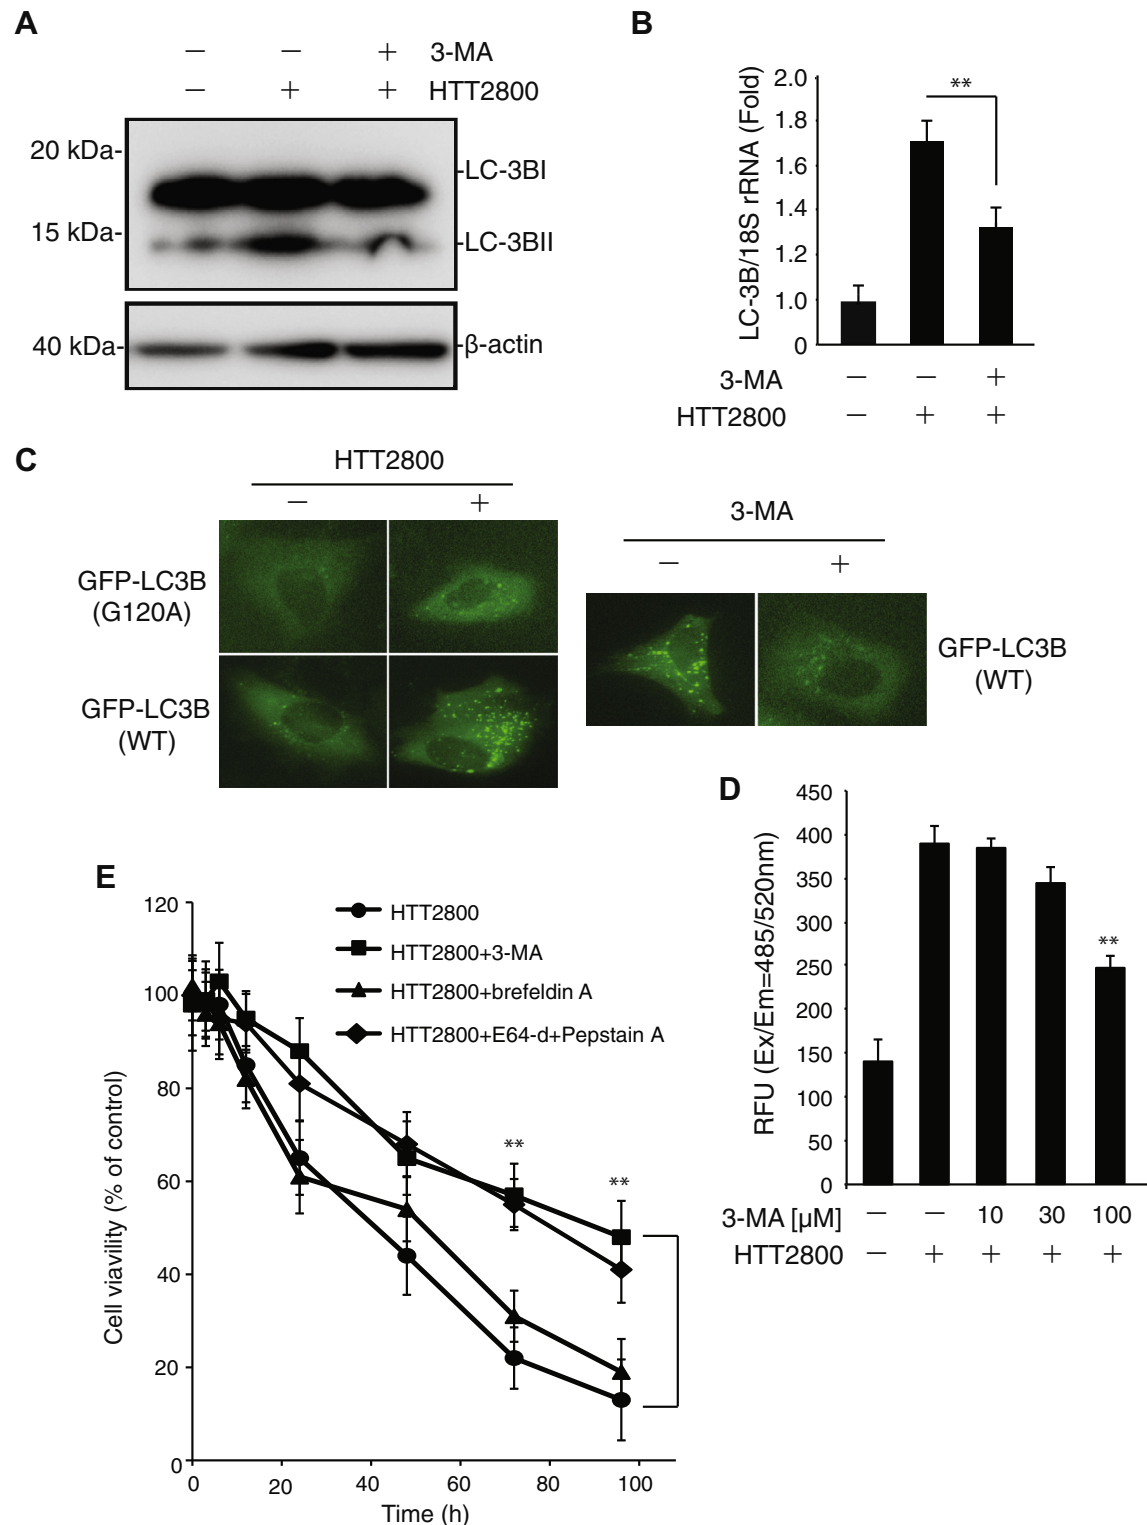 A
− − + 3-MA
− + + HTT2800
20 kDa-
-LC-3BI
15 kDa-
-LC-3BII
40 kDa-
-β-actin
B
**
LC-3B/18S rRNA (Fold)
2.0
1.8
1.6
1.4
1.2
1.0
0
3-MA − − +
HTT2800 − + +
C
HTT2800
− +
GFP-LC3B
(G120A)
GFP-LC3B
(WT)
3-MA
− +
GFP-LC3B
(WT)
D
RFU (Ex/Em=485/520nm)
450
400
350
300
250
200
150
100
50
0
**
3-MA [µM] − − 10 30 100
HTT2800 − + + + +
E
Cell viavility (% of control)
120
100
80
60
40
20
0
HTT2800
HTT2800+3-MA
HTT2800+brefeldin A
HTT2800+E64-d+Pepstain A
**
**
0 20 40 60 80 100
Time (h)